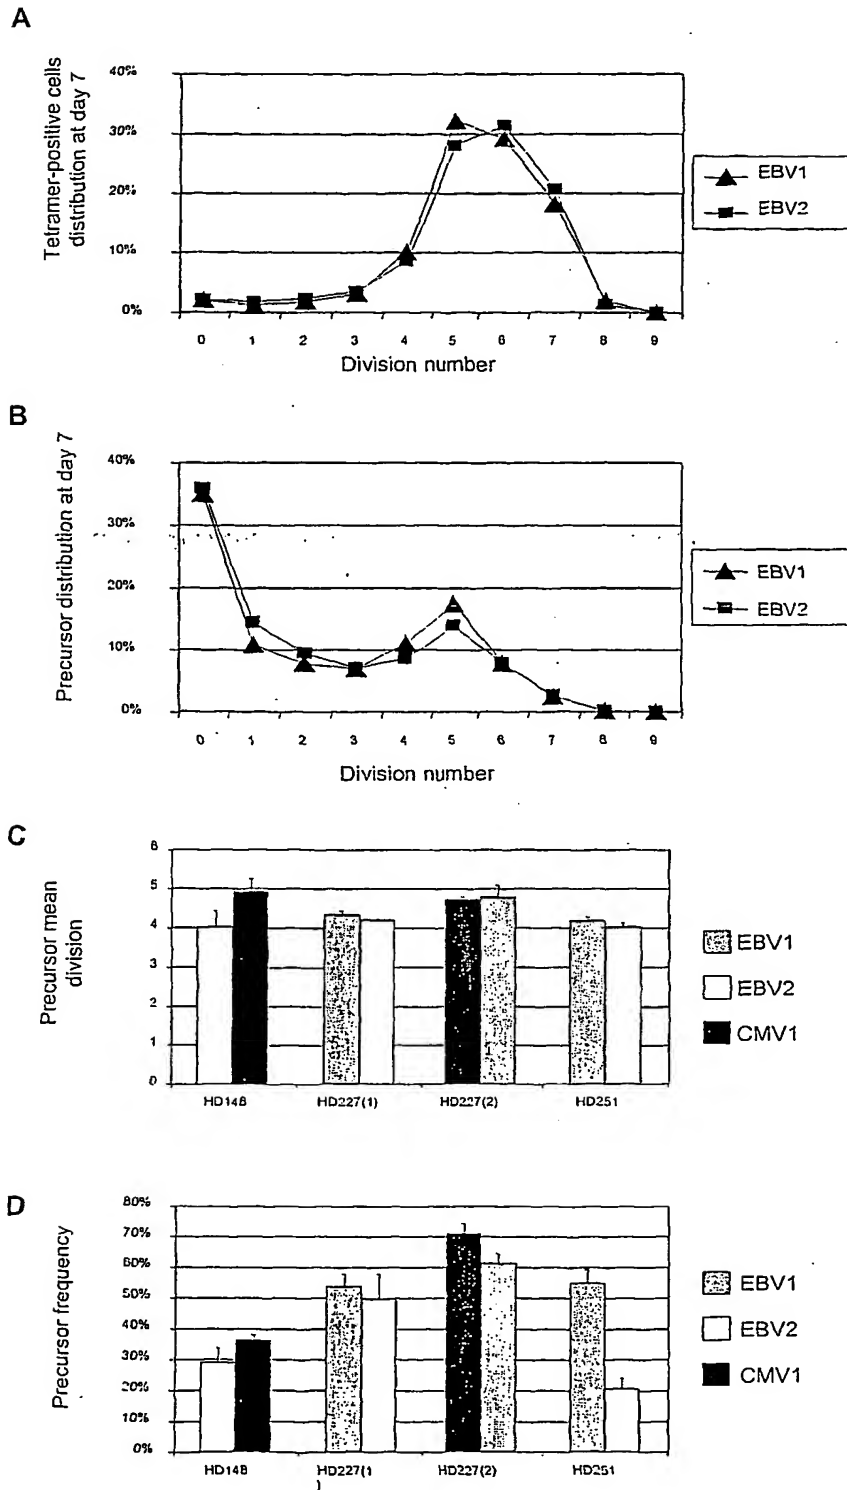 A
Tetramer-positive cells
distribution at day 7
40%
30%
20%
10%
0%
0 1 2 3 4 5 6 7 8 9
Division number
EBV1
EBV2
B
Precursor distribution at day 7
40%
30%
20%
10%
0%
0 1 2 3 4 5 6 7 8 9
Division number
EBV1
EBV2
C
Precursor mean
division
6
5
4
3
2
1
0
HD148 HD227(1) HD227(2) HD251
EBV1
EBV2
CMV1
D
Precursor frequency
80%
70%
60%
50%
40%
30%
20%
10%
0%
HD148 HD227(1 HD227(2) HD251
)
EBV1
EBV2
CMV1